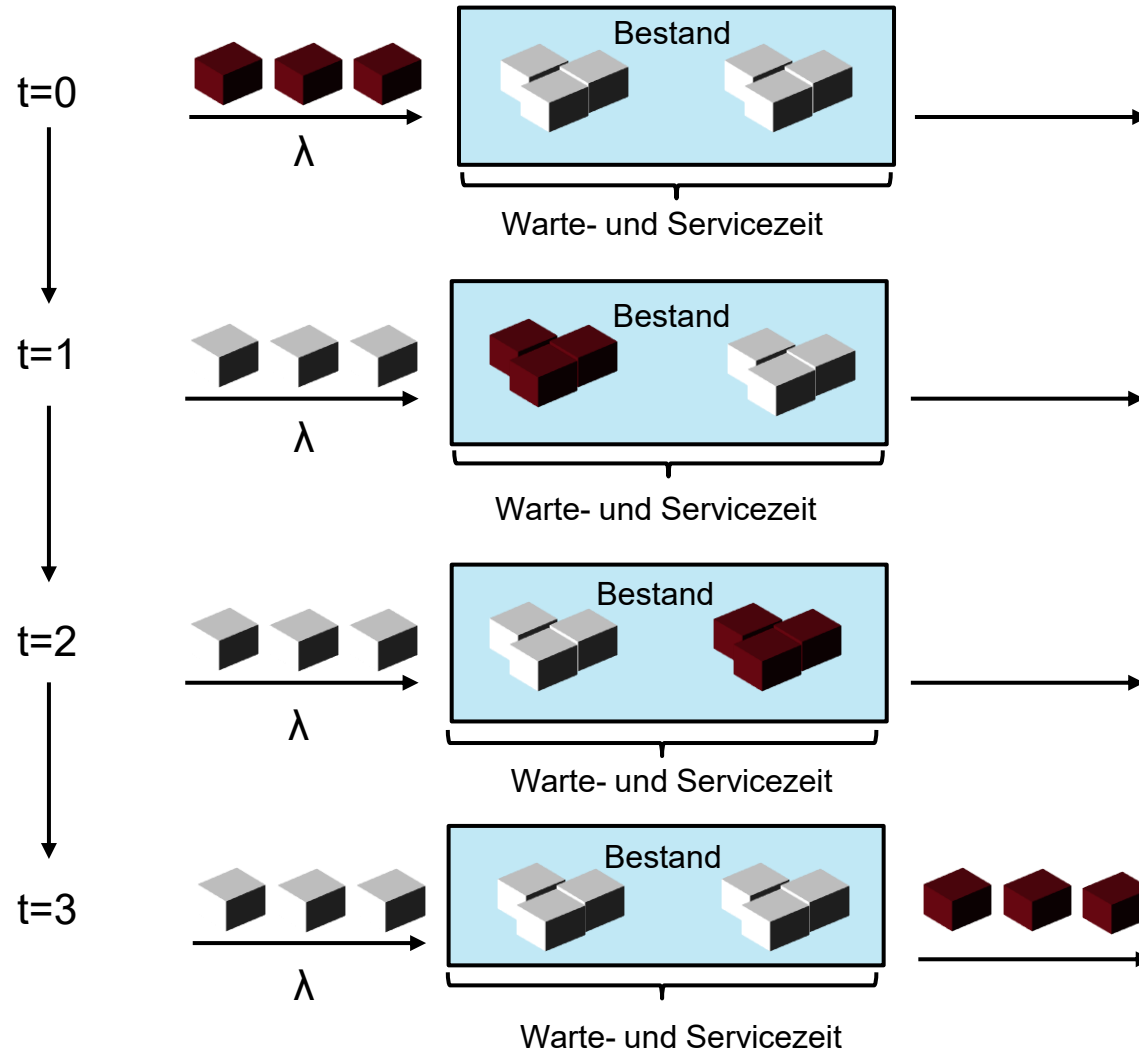 Bestand
t=0
λ
Warte- und Servicezeit
Bestand
t=1
λ
Warte- und Servicezeit
Bestand
t=2
λ
Warte- und Servicezeit
Bestand
t=3
λ
Warte- und Servicezeit